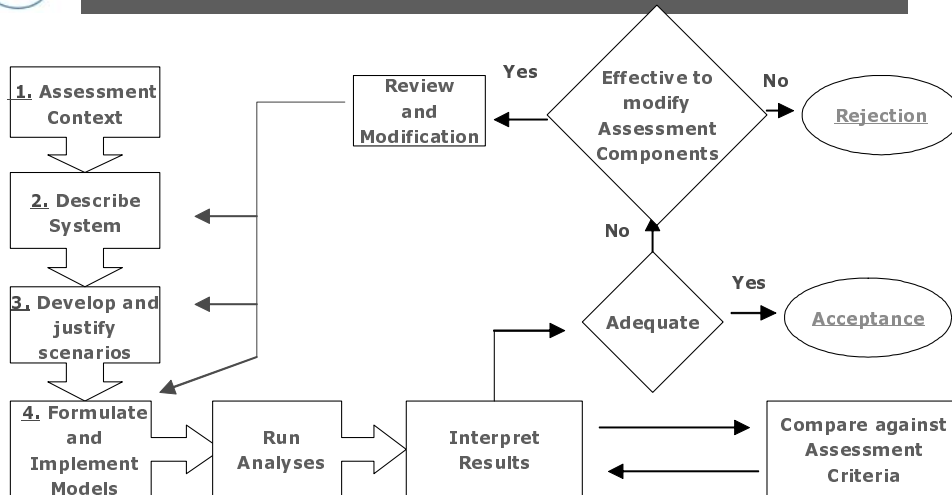 1. Assessment
Context
2. Describe
System
3. Develop and
justify
scenarios
4. Formulate
and
Implement
Models
Run
Analyses
Interpret
Results
Compare against
Assessment
Criteria
Adequate
Yes
Acceptance
No
Effective to
modify
Assessment
Components
No
Rejection
Yes
Review
and
Modification